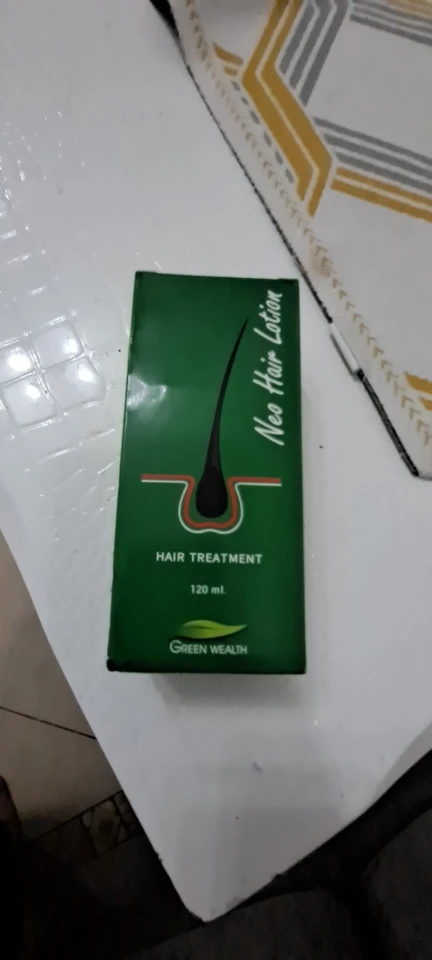 Neo Hair Lotion
HAIR TREATMENT
120 ml.
GREEN WEALTH